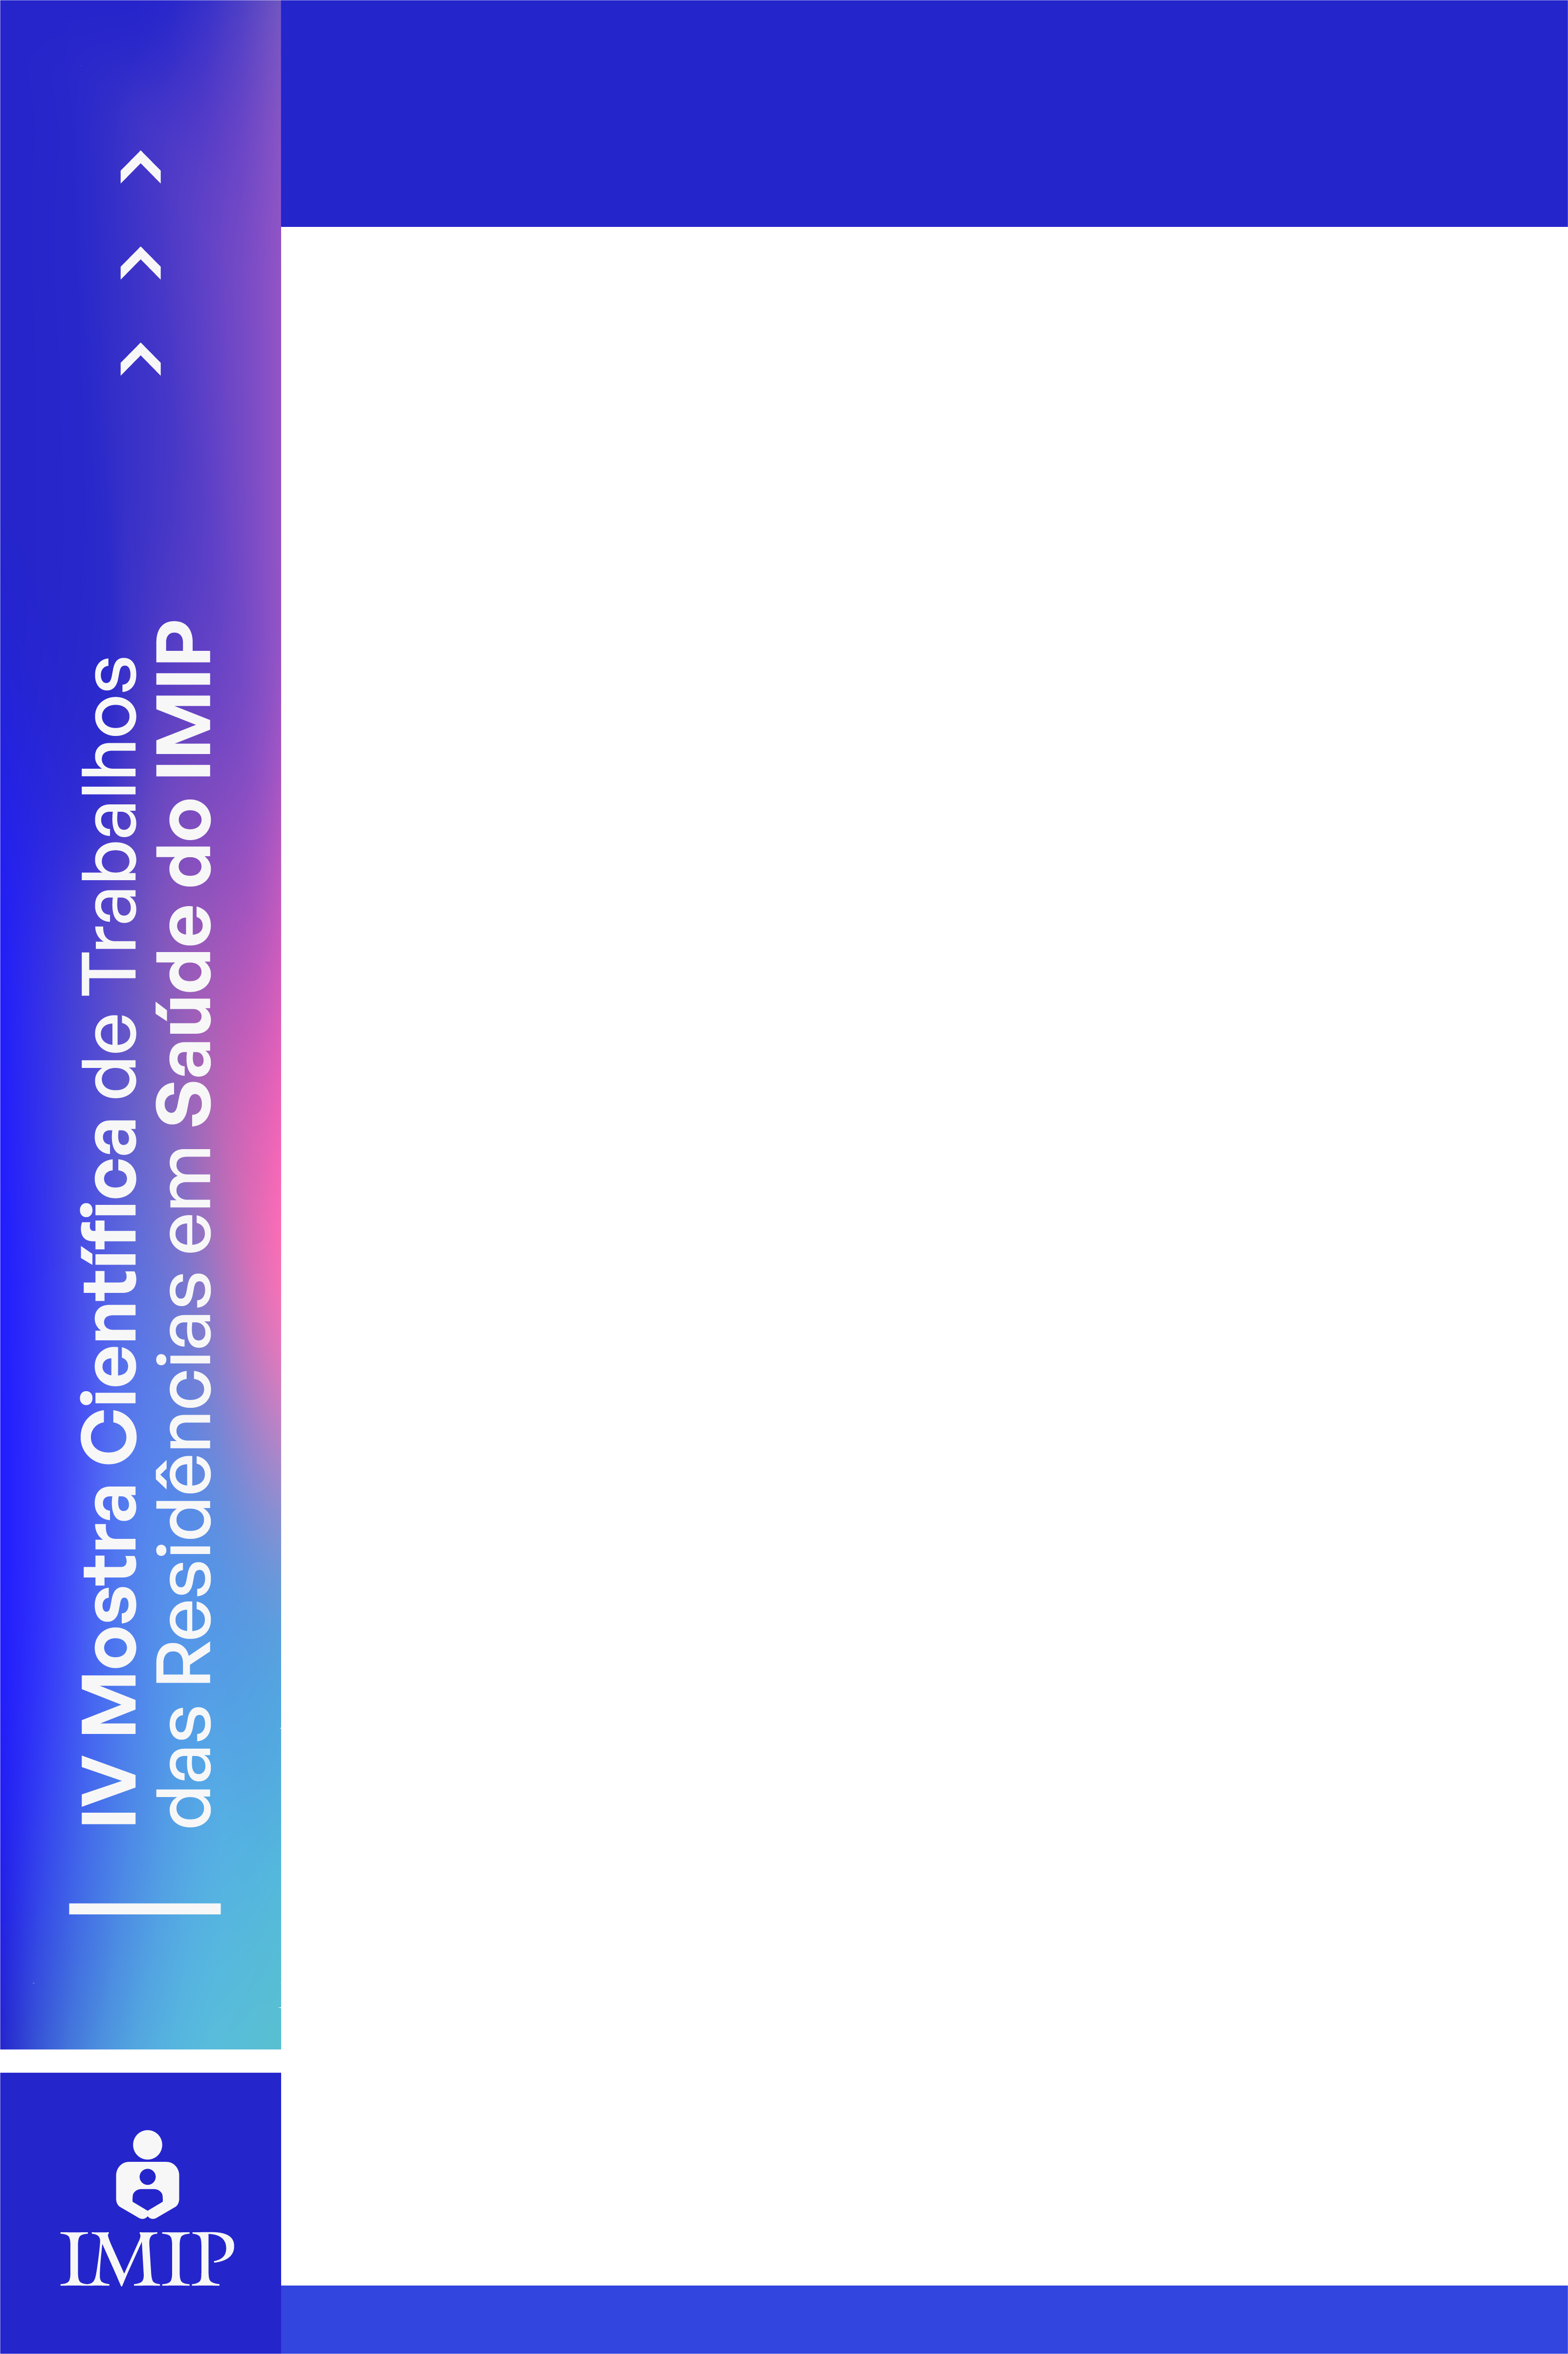 IV Mostra Científica de Trabalhos
das Residências em Saúde do IMIP
IMIP